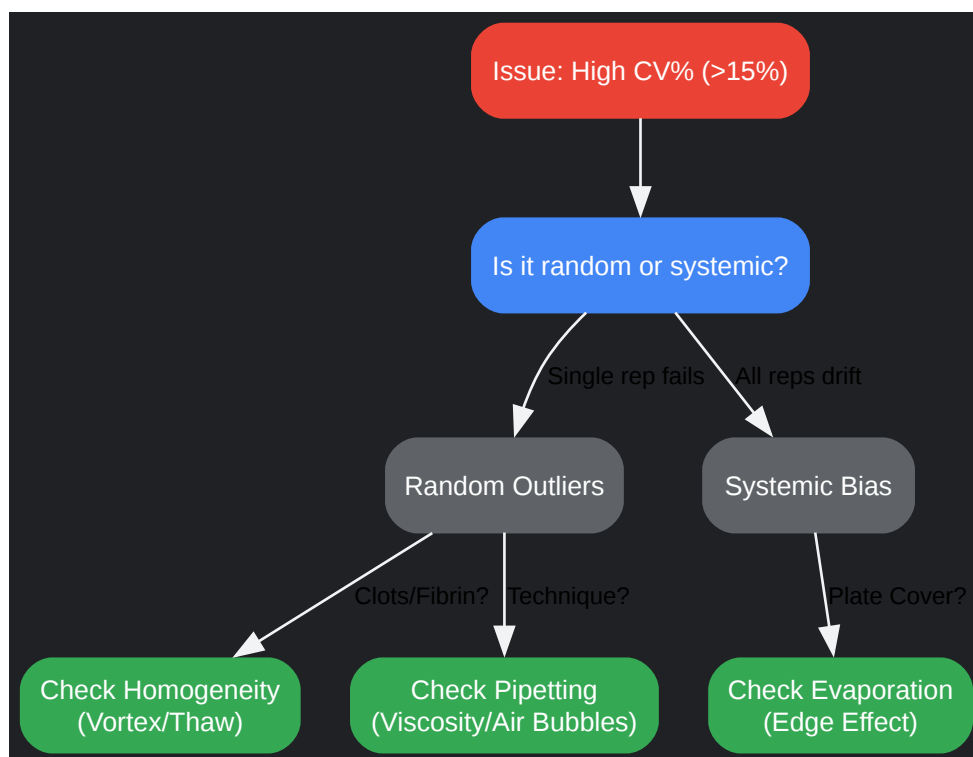 Issue: High CV% (>15%)
Is it random or systemic?
Single rep fails
All reps drift
Random Outliers
Systemic Bias
Clots/Fibrin?
Technique?
Plate Cover?
Check Homogeneity
(Vortex/Thaw)
Check Pipetting
(Viscosity/Air Bubbles)
Check Evaporation
(Edge Effect)